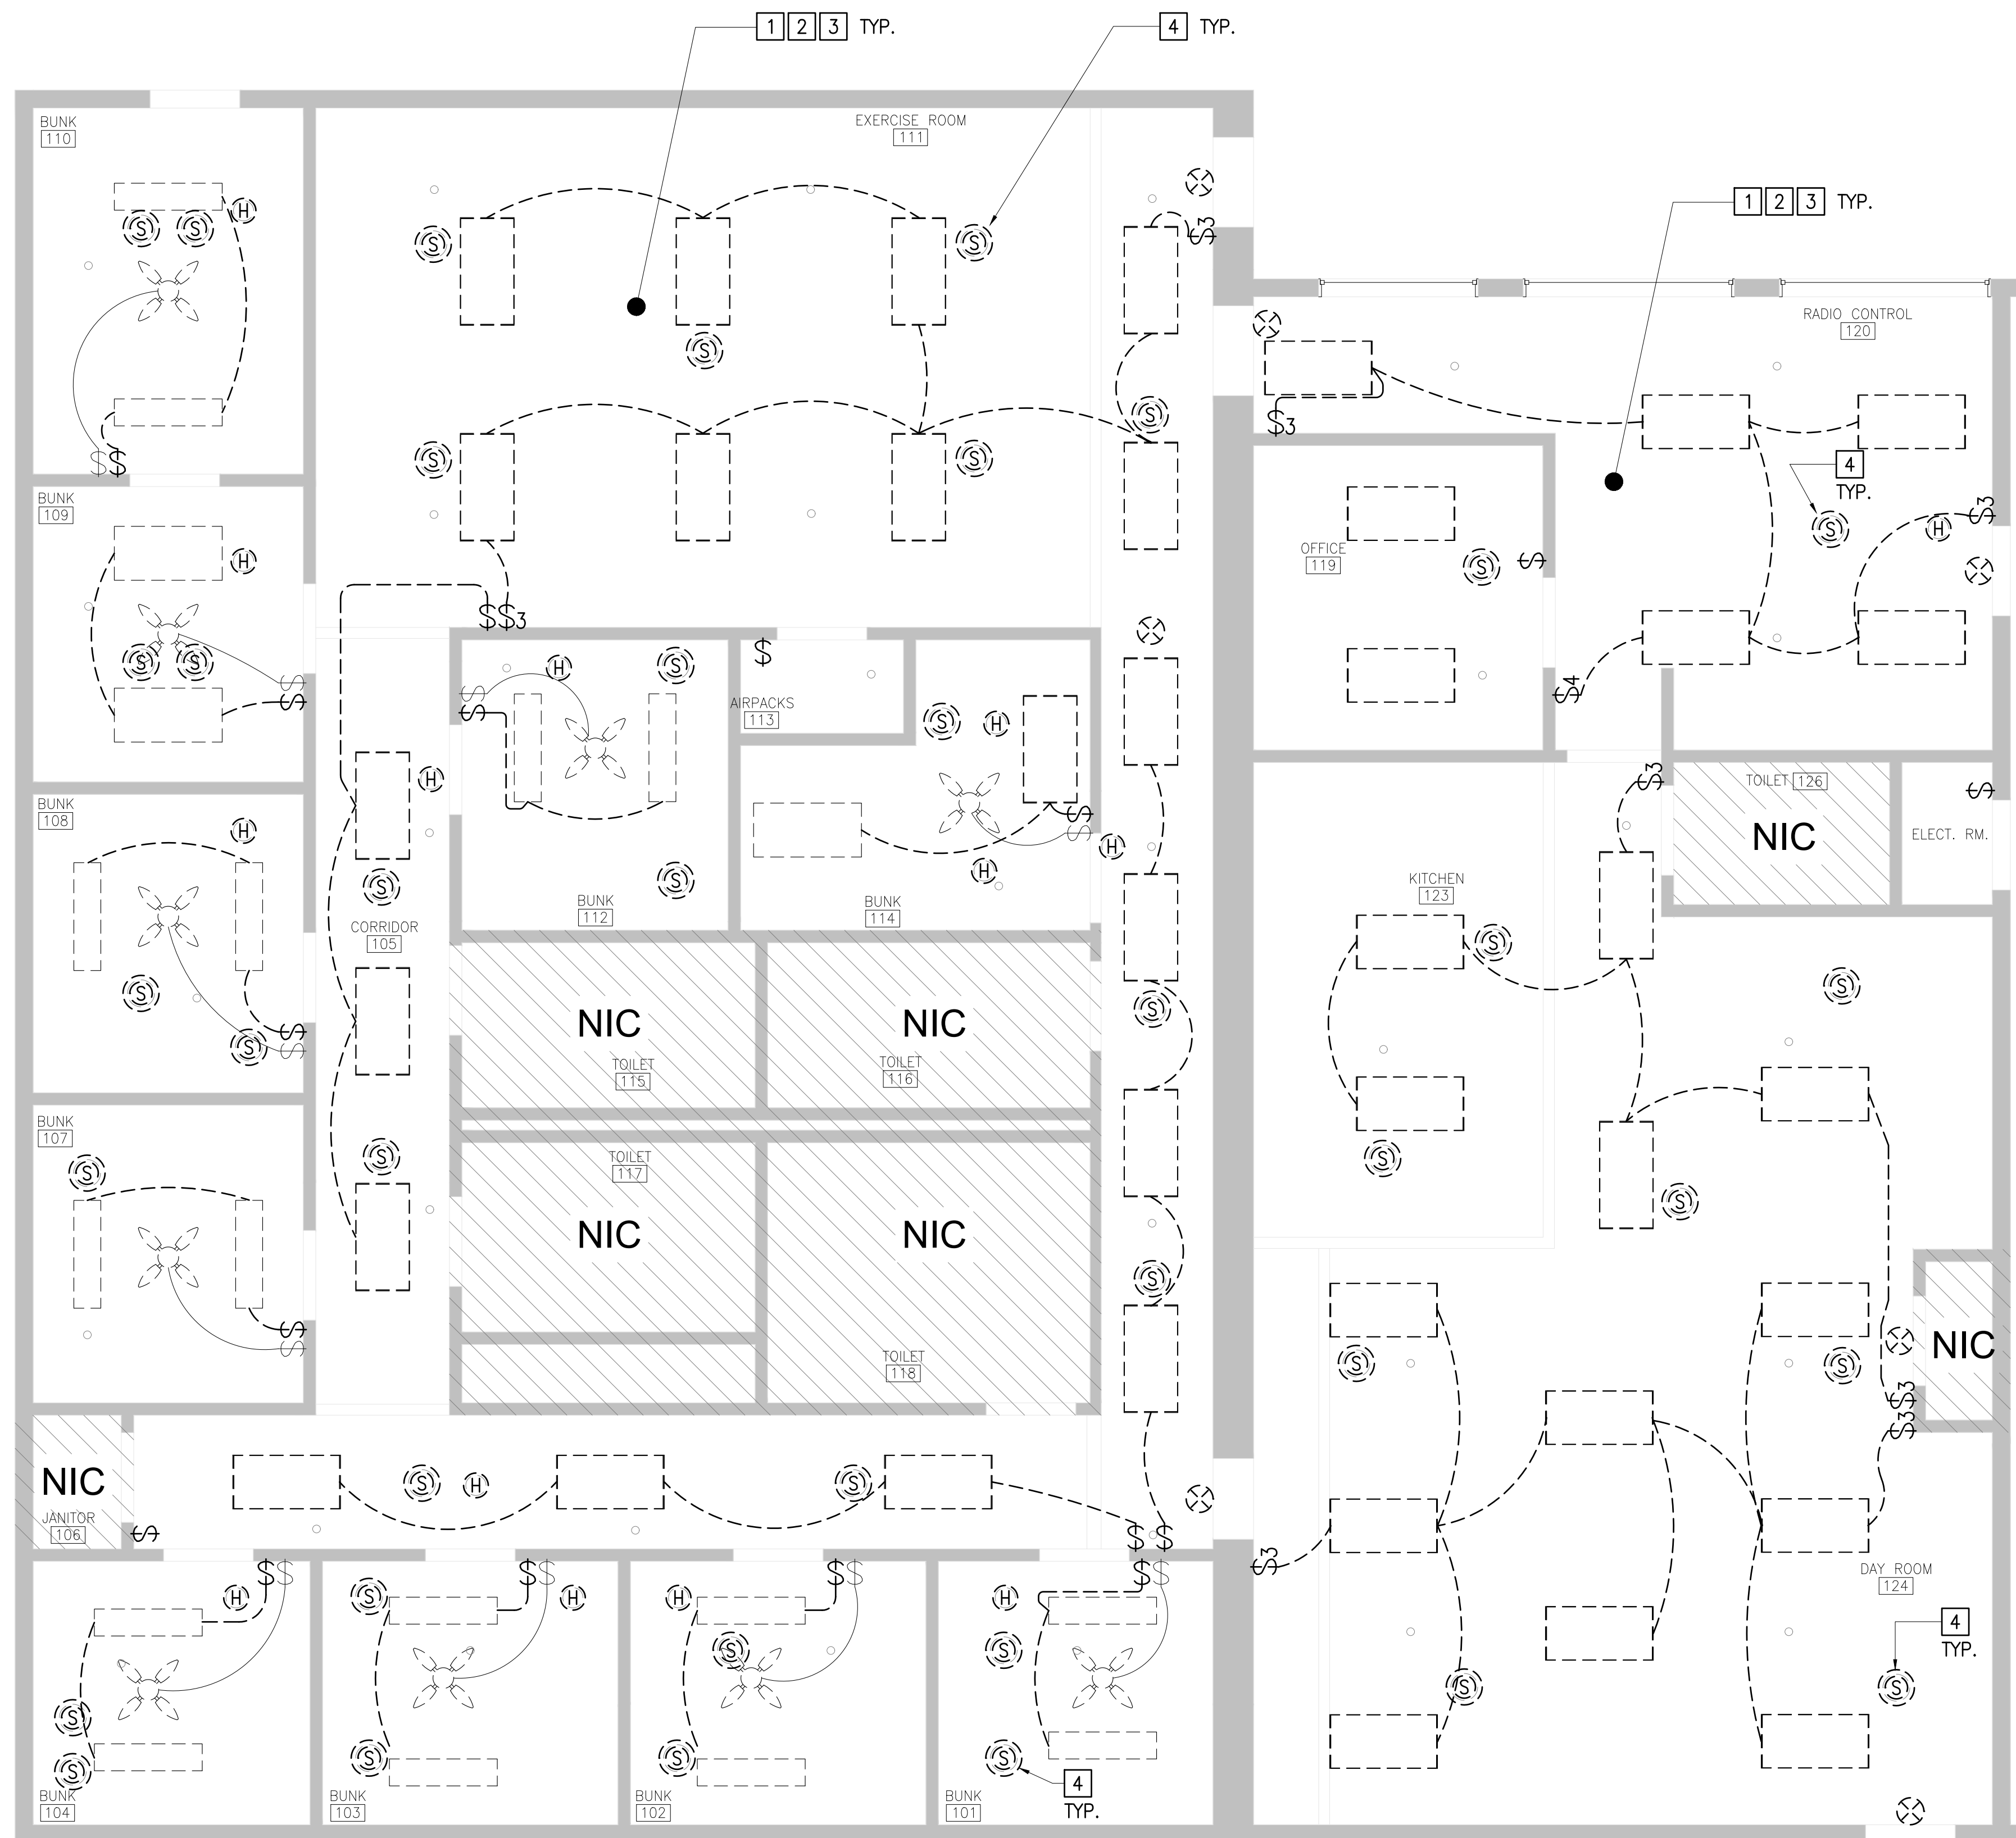 1 2 3 TYP.
4 TYP.
BUNK
110
EXERCISE ROOM
111
H
S S
S
S
$3
1 2 3 TYP.
RADIO CONTROL
120
S
S
$3
S
S
$ $
4
TYP.
BUNK
109
$3
S
H
H
OFFICE
119
S
$
$ $3
S S
$
$
$
H
S
$
$
AIRPACKS
113
S
H
$4
BUNK
108
H
H
$3
TOILET 126
NIC
$
ELECT. RM.
$
$
H
H
S
S
KITCHEN
123
BUNK
112
BUNK
114
CORRIDOR
105
S
S
S
S
$
$
S
NIC
NIC
TOILET
115
TOILET
116
BUNK
107
S
S
TOILET
117
S
S
NIC
NIC
S
$
$
TOILET
118
S
S
NIC
$3
$3
NIC
JANITOR
106
$
S
H
S
$ $
$3
DAY ROOM
124
$ $
$ $
$ $
$ $
H
S
H
H
H
S
S
4
TYP.
S
S
S
S
S
S
S
S
4
TYP.
BUNK
104
BUNK
103
BUNK
102
BUNK
101